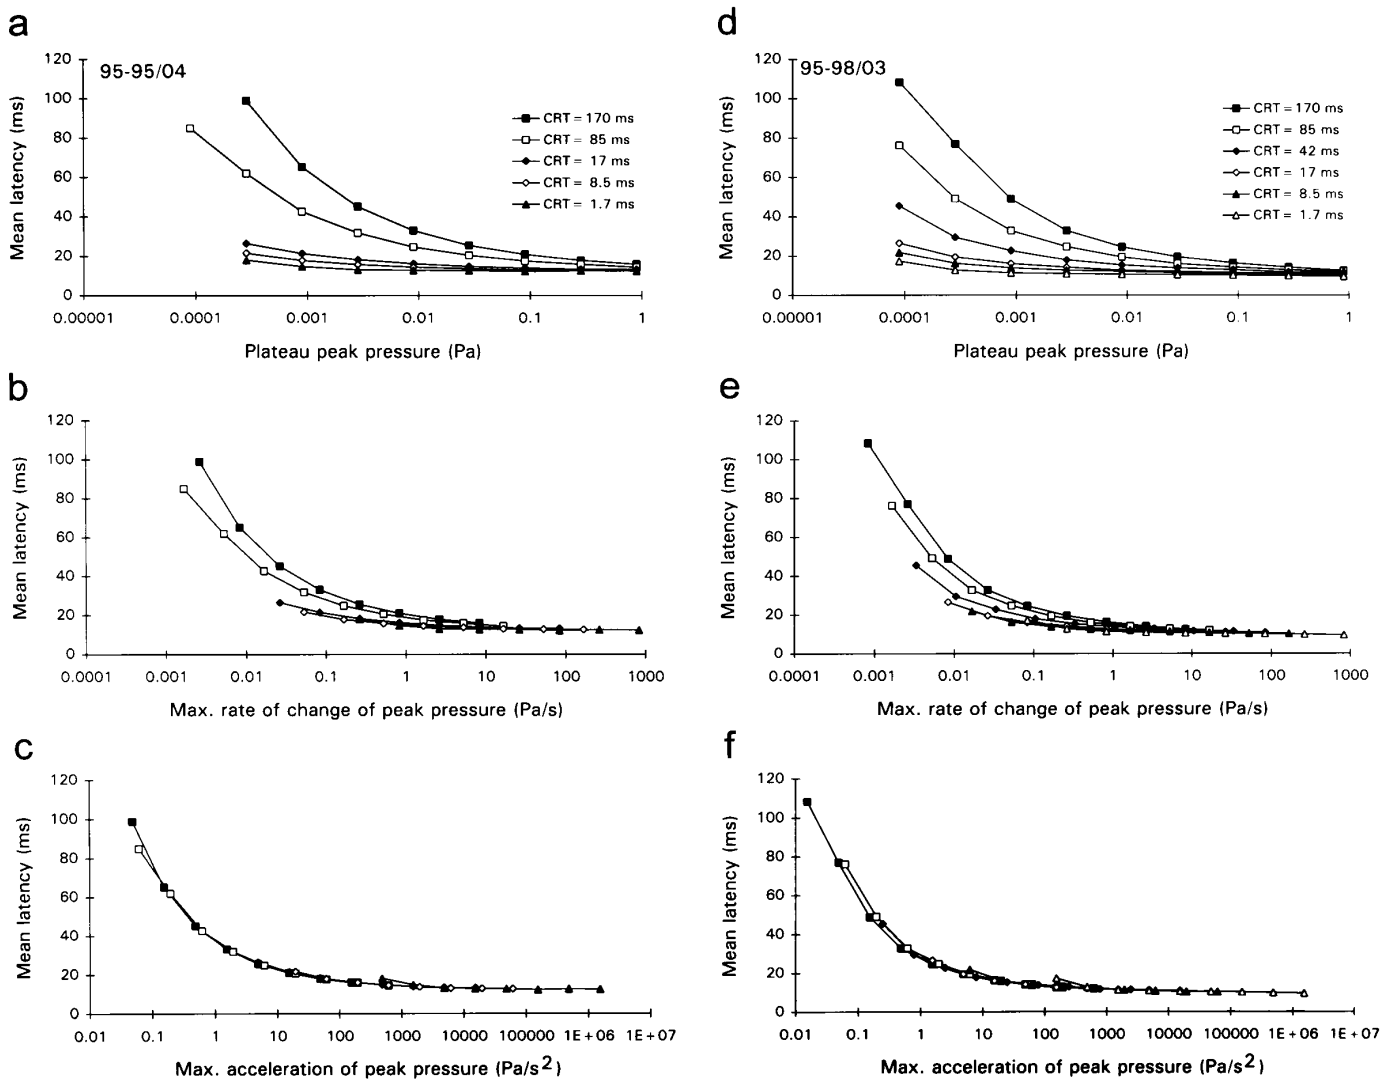 a
95-95/04
Mean latency (ms)
120
100
80
60
40
20
0
0.00001 0.0001 0.001 0.01 0.1 1
Plateau peak pressure (Pa)
CRT = 170 ms
CRT = 85 ms
CRT = 17 ms
CRT = 8.5 ms
CRT = 1.7 ms
d
95-98/03
Mean latency (ms)
120
100
80
60
40
20
0
0.00001 0.0001 0.001 0.01 0.1 1
Plateau peak pressure (Pa)
CRT = 170 ms
CRT = 85 ms
CRT = 42 ms
CRT = 17 ms
CRT = 8.5 ms
CRT = 1.7 ms
b
Mean latency (ms)
120
100
80
60
40
20
0
0.0001 0.001 0.01 0.1 1 10 100 1000
Max. rate of change of peak pressure (Pa/s)
e
Mean latency (ms)
120
100
80
60
40
20
0
0.0001 0.001 0.01 0.1 1 10 100 1000
Max. rate of change of peak pressure (Pa/s)
c
Mean latency (ms)
120
100
80
60
40
20
0
0.01 0.1 1 10 100 1000 10000 100000 1E+06 1E+07
Max. acceleration of peak pressure (Pa/s²)
f
Mean latency (ms)
120
100
80
60
40
20
0
0.01 0.1 1 10 100 1000 10000 100000 1E+06 1E+07
Max. acceleration of peak pressure (Pa/s²)